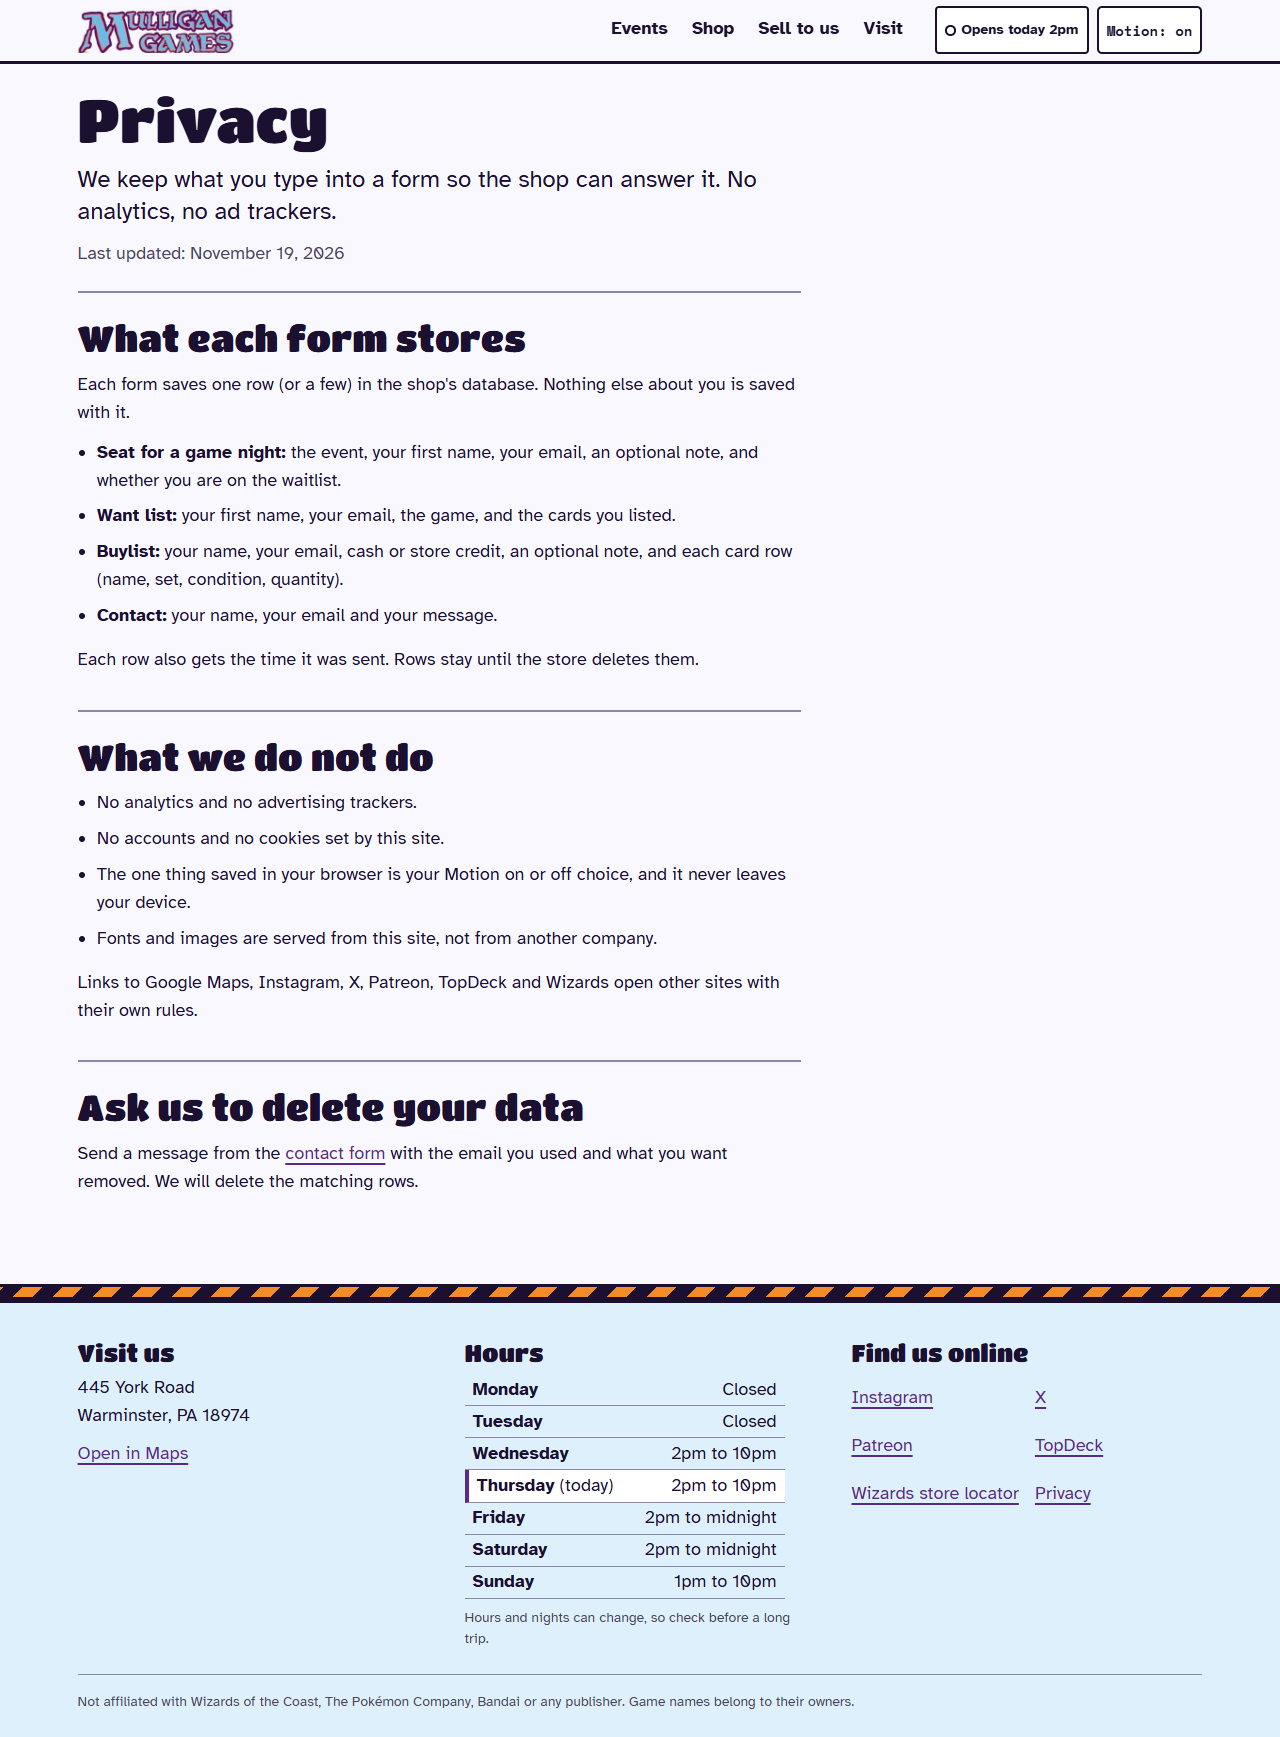 MULLIGAN
GAMES
Events
Shop
Sell to us
Visit
Opens today 2pm
Motion: on
Privacy
We keep what you type into a form so the shop can answer it. No
analytics, no ad trackers.
Last updated: November 19, 2026
What each form stores
Each form saves one row (or a few) in the shop's database. Nothing else about you is saved
with it.
• Seat for a game night: the event, your first name, your email, an optional note, and
whether you are on the waitlist.
• Want list: your first name, your email, the game, and the cards you listed.
• Buylist: your name, your email, cash or store credit, an optional note, and each card row
(name, set, condition, quantity).
• Contact: your name, your email and your message.
Each row also gets the time it was sent. Rows stay until the store deletes them.
What we do not do
• No analytics and no advertising trackers.
• No accounts and no cookies set by this site.
• The one thing saved in your browser is your Motion on or off choice, and it never leaves
your device.
• Fonts and images are served from this site, not from another company.
Links to Google Maps, Instagram, X, Patreon, TopDeck and Wizards open other sites with
their own rules.
Ask us to delete your data
Send a message from the contact form with the email you used and what you want
removed. We will delete the matching rows.
Visit us
445 York Road
Warminster, PA 18974
Open in Maps
Hours
Monday Closed
Tuesday Closed
Wednesday 2pm to 10pm
Thursday (today) 2pm to 10pm
Friday 2pm to midnight
Saturday 2pm to midnight
Sunday 1pm to 10pm
Hours and nights can change, so check before a long
trip.
Find us online
Instagram X
Patreon TopDeck
Wizards store locator Privacy
Not affiliated with Wizards of the Coast, The Pokémon Company, Bandai or any publisher. Game names belong to their owners.